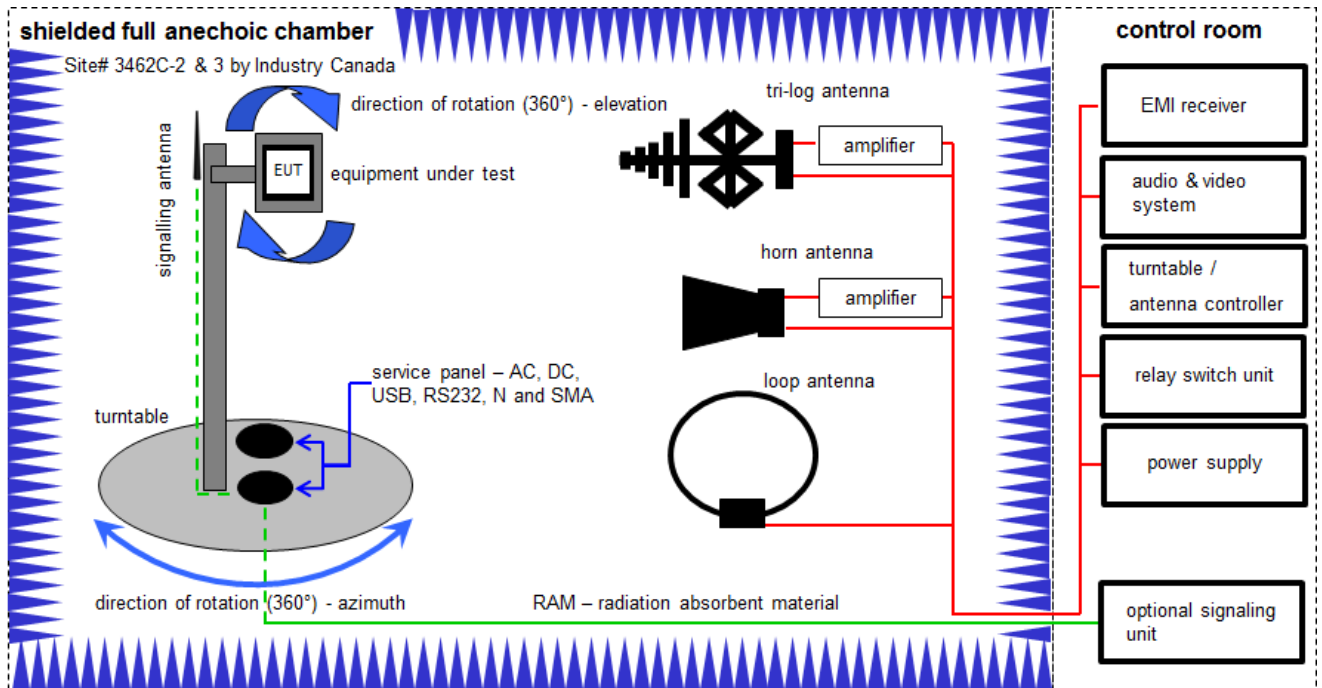 shielded full anechoic chamber
Site# 3462C-2 & 3 by Industry Canada
direction of rotation (360°) - elevation
signalling antenna
EUT
equipment under test
tri-log antenna
amplifier
horn antenna
amplifier
service panel – AC, DC,
USB, RS232, N and SMA
loop antenna
turntable
direction of rotation (360°) - azimuth
RAM – radiation absorbent material
control room
EMI receiver
audio & video
system
turntable /
antenna controller
relay switch unit
power supply
optional signaling
unit